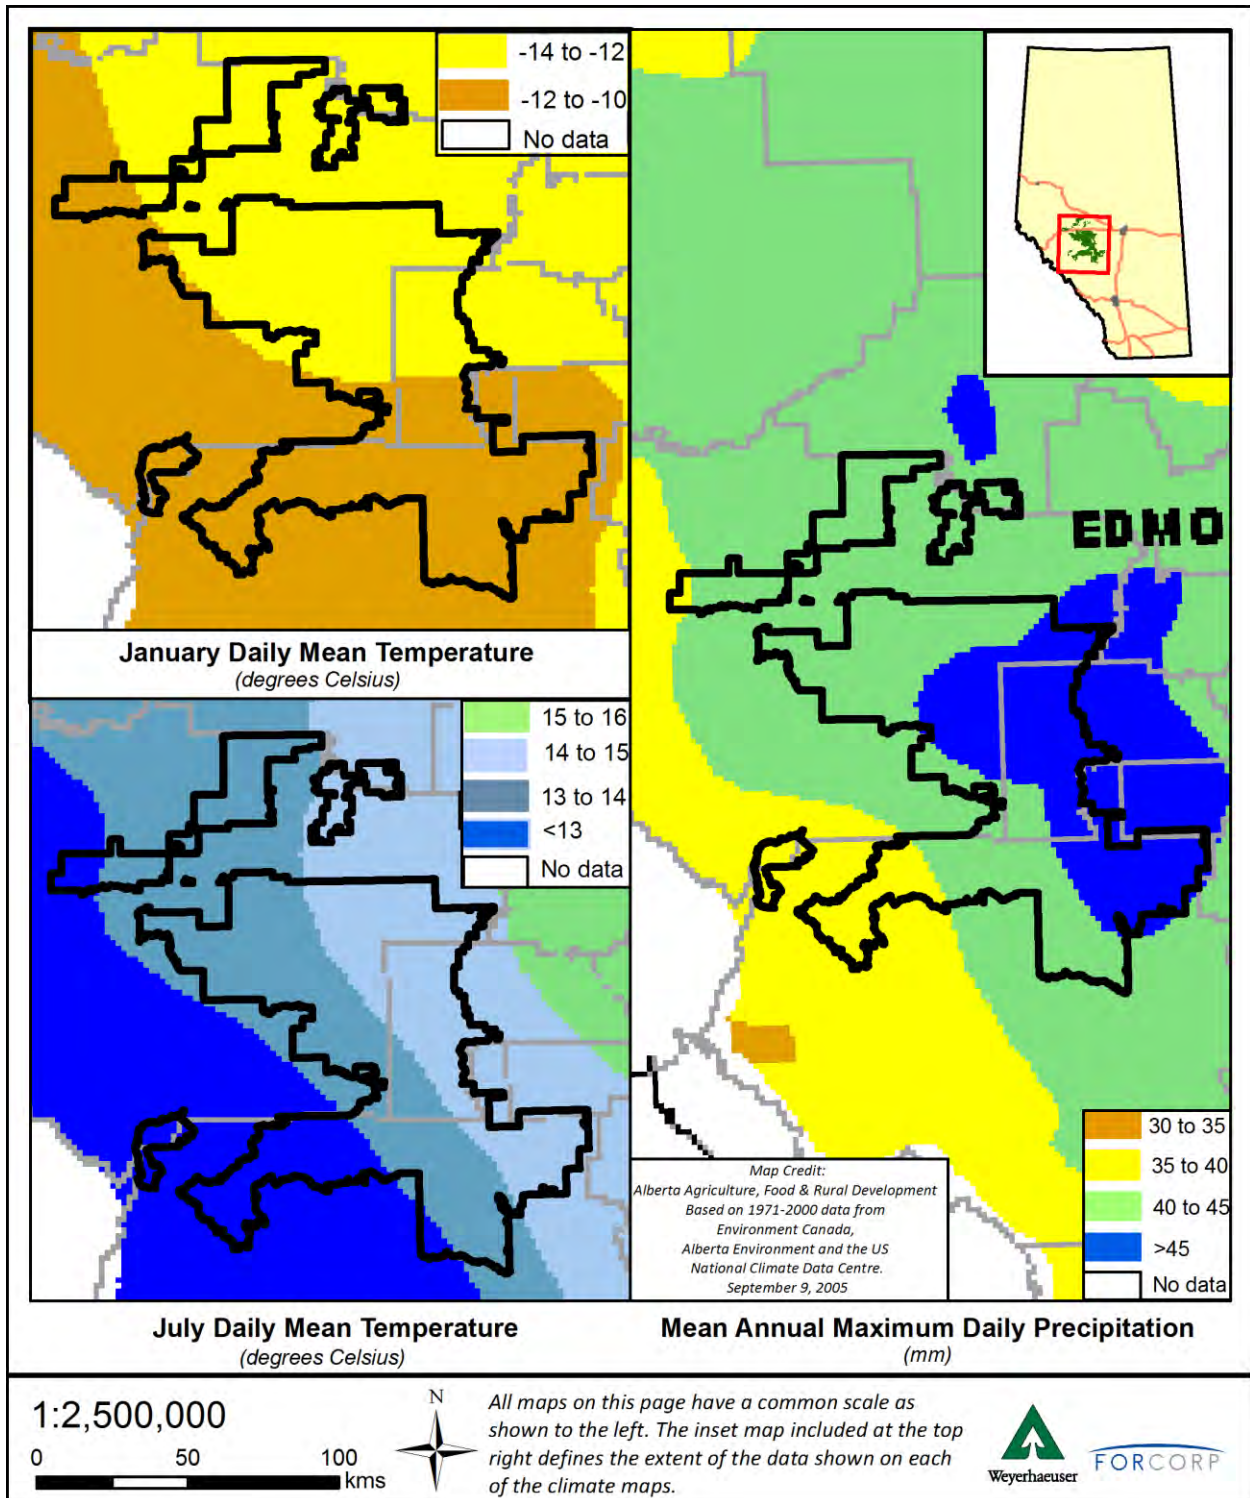 -14 to -12
-12 to -10
No data
January Daily Mean Temperature
(degrees Celsius)
15 to 16
14 to 15
13 to 14
<13
No data
July Daily Mean Temperature
(degrees Celsius)
EDMO
30 to 35
35 to 40
40 to 45
>45
No data
Map Credit:
Alberta Agriculture, Food & Rural Development
Based on 1971-2000 data from
Environment Canada,
Alberta Environment and the US
National Climate Data Centre.
September 9, 2005
Mean Annual Maximum Daily Precipitation
(mm)
1:2,500,000
0 50 100
kms
N
All maps on this page have a common scale as
shown to the left. The inset map included at the top
right defines the extent of the data shown on each
of the climate maps.
Weyerhaeuser
FORCORP